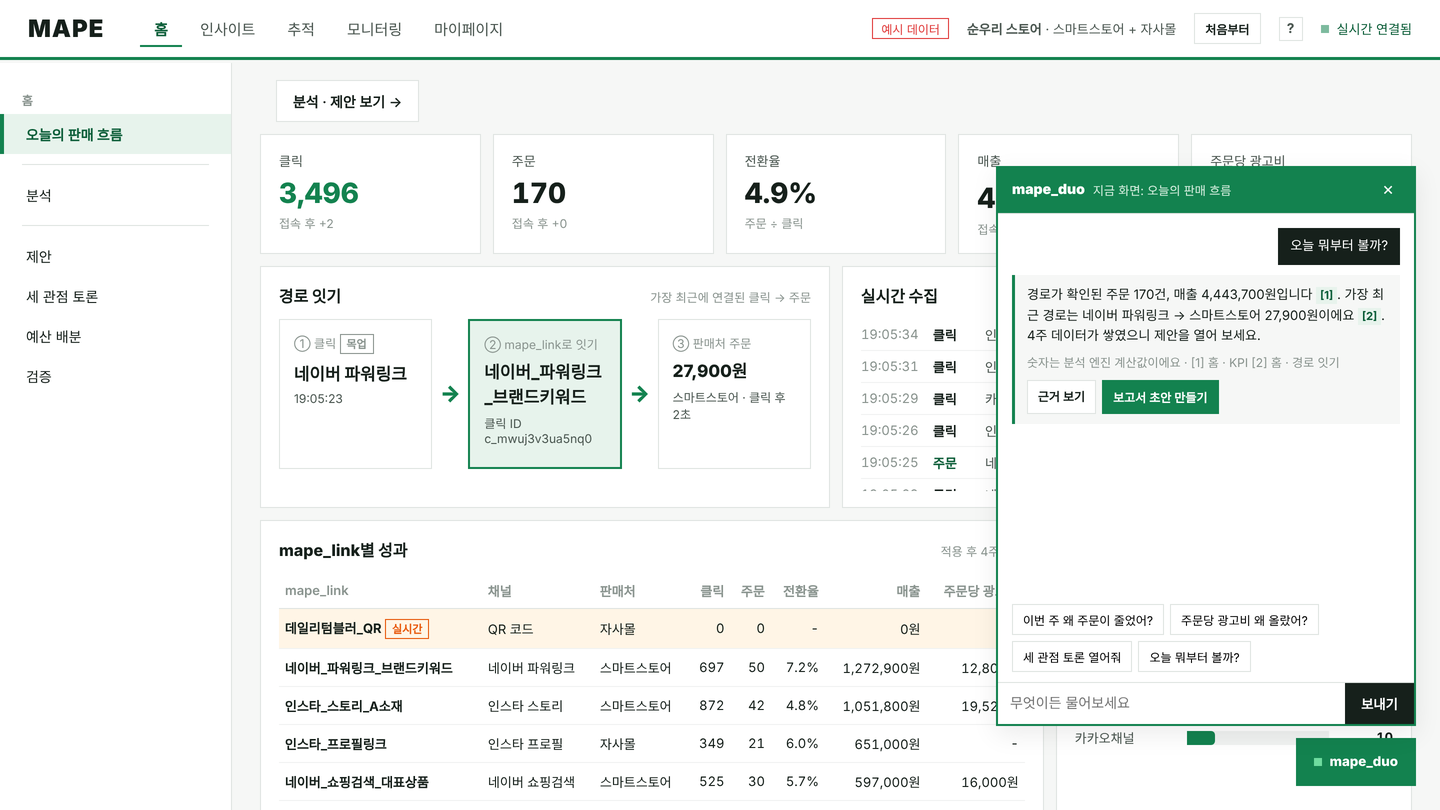 MAPE
홈 인사이트 추적 모니터링 마이페이지
예시 데이터 순우리 스토어 · 스마트스토어 + 자사몰 처음부터 ? 실시간 연결됨
홈
오늘의 판매 흐름
분석
제안
세 관점 토론
예산 배분
검증
분석 · 제안 보기 →
클릭
3,496
접속 후 +2
주문
170
접속 후 +0
전환율
4.9%
주문 ÷ 클릭
매출
4
주문당 광고비
경로 잇기 가장 최근에 연결된 클릭 → 주문
① 클릭 목업
네이버 파워링크
19:05:23
→
② mape_link로 잇기
네이버_파워링크
_브랜드키워드
클릭 ID
c_mwuj3v3ua5nq0
→
③ 판매처 주문
27,900원
스마트스토어 · 클릭 후
2초
실시간 수집
19:05:34 클릭 인
19:05:31 클릭 인
19:05:29 클릭 카
19:05:26 클릭 인
19:05:25 주문 네
mape_link별 성과 적용 후 4주
mape_link 채널 판매처 클릭 주문 전환율 매출 주문당 광
데일리텀블러_QR 실시간 QR 코드 자사몰 0 0 - 0원
네이버_파워링크_브랜드키워드 네이버 파워링크 스마트스토어 697 50 7.2% 1,272,900원 12,80
인스타_스토리_A소재 인스타 스토리 스마트스토어 872 42 4.8% 1,051,800원 19,52
인스타_프로필링크 인스타 프로필 자사몰 349 21 6.0% 651,000원 -
네이버_쇼핑검색_대표상품 네이버 쇼핑검색 스마트스토어 525 30 5.7% 597,000원 16,000원
카카오채널 10
mape_duo 지금 화면: 오늘의 판매 흐름 ×
오늘 뭐부터 볼까?
경로가 확인된 주문 170건, 매출 4,443,700원입니다 [1] . 가장 최
근 경로는 네이버 파워링크 → 스마트스토어 27,900원이에요 [2] .
4주 데이터가 쌓였으니 제안을 열어 보세요.
숫자는 분석 엔진 계산값이에요 · [1] 홈 · KPI [2] 홈 · 경로 잇기
근거 보기 보고서 초안 만들기
이번 주 왜 주문이 줄었어? 주문당 광고비 왜 올랐어?
세 관점 토론 열어줘 오늘 뭐부터 볼까?
무엇이든 물어보세요 보내기
mape_duo